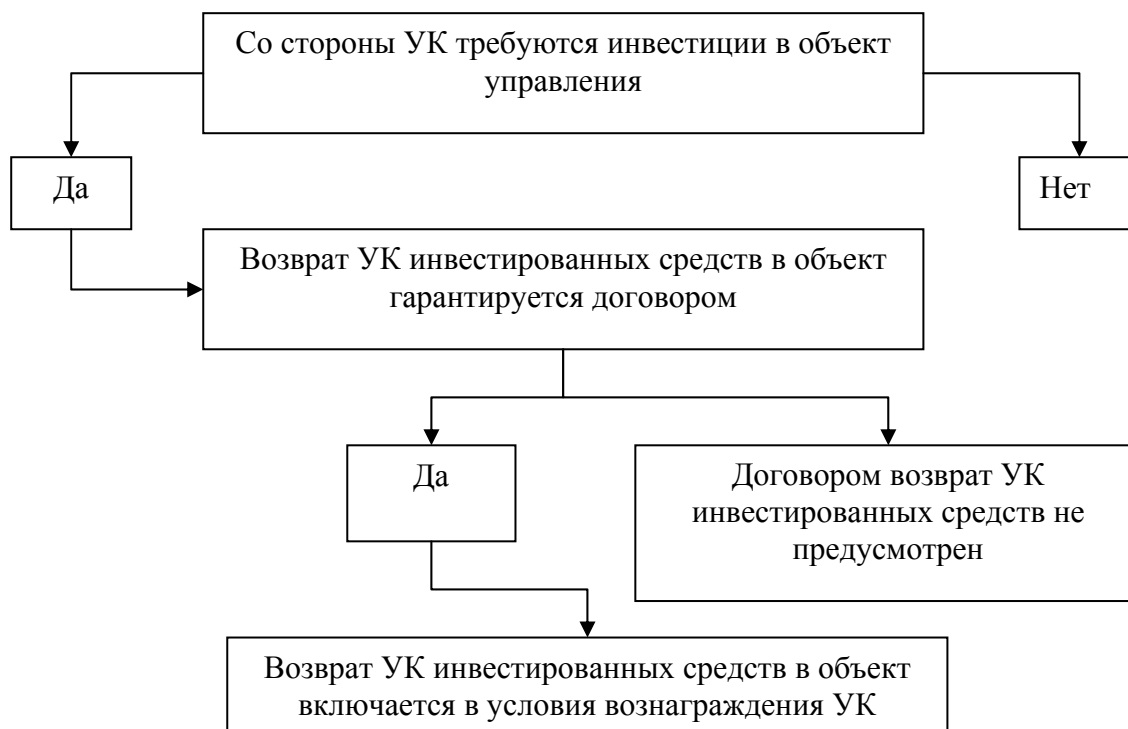 Со стороны УК требуются инвестиции в объект
управления
Да
Нет
Возврат УК инвестированных средств в объект
гарантируется договором
Да
Договором возврат УК
инвестированных средств не
предусмотрен
Возврат УК инвестированных средств в объект
включается в условия вознаграждения УК